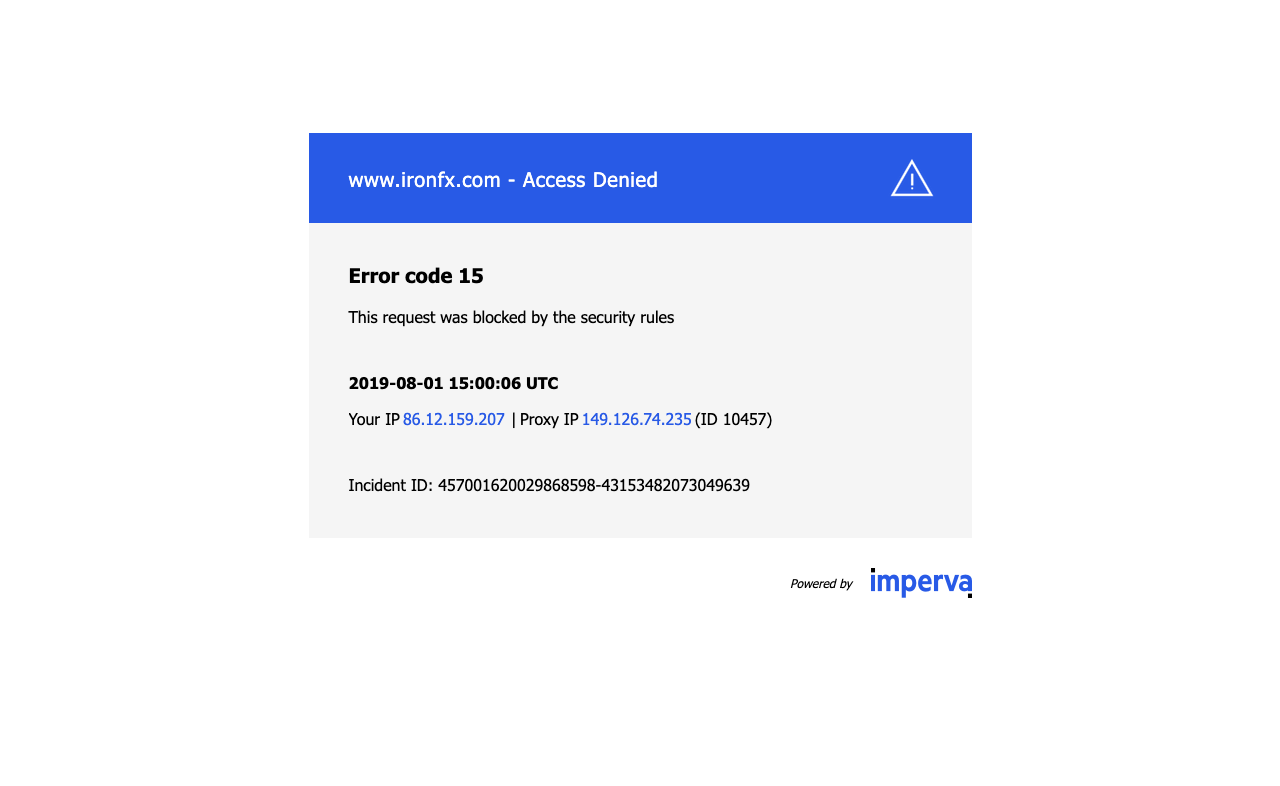 www.ironfx.com - Access Denied
Error code 15
This request was blocked by the security rules
2019-08-01 15:00:06 UTC
Your IP 86.12.159.207 | Proxy IP 149.126.74.235 (ID 10457)
Incident ID: 457001620029868598-43153482073049639
Powered by imperva